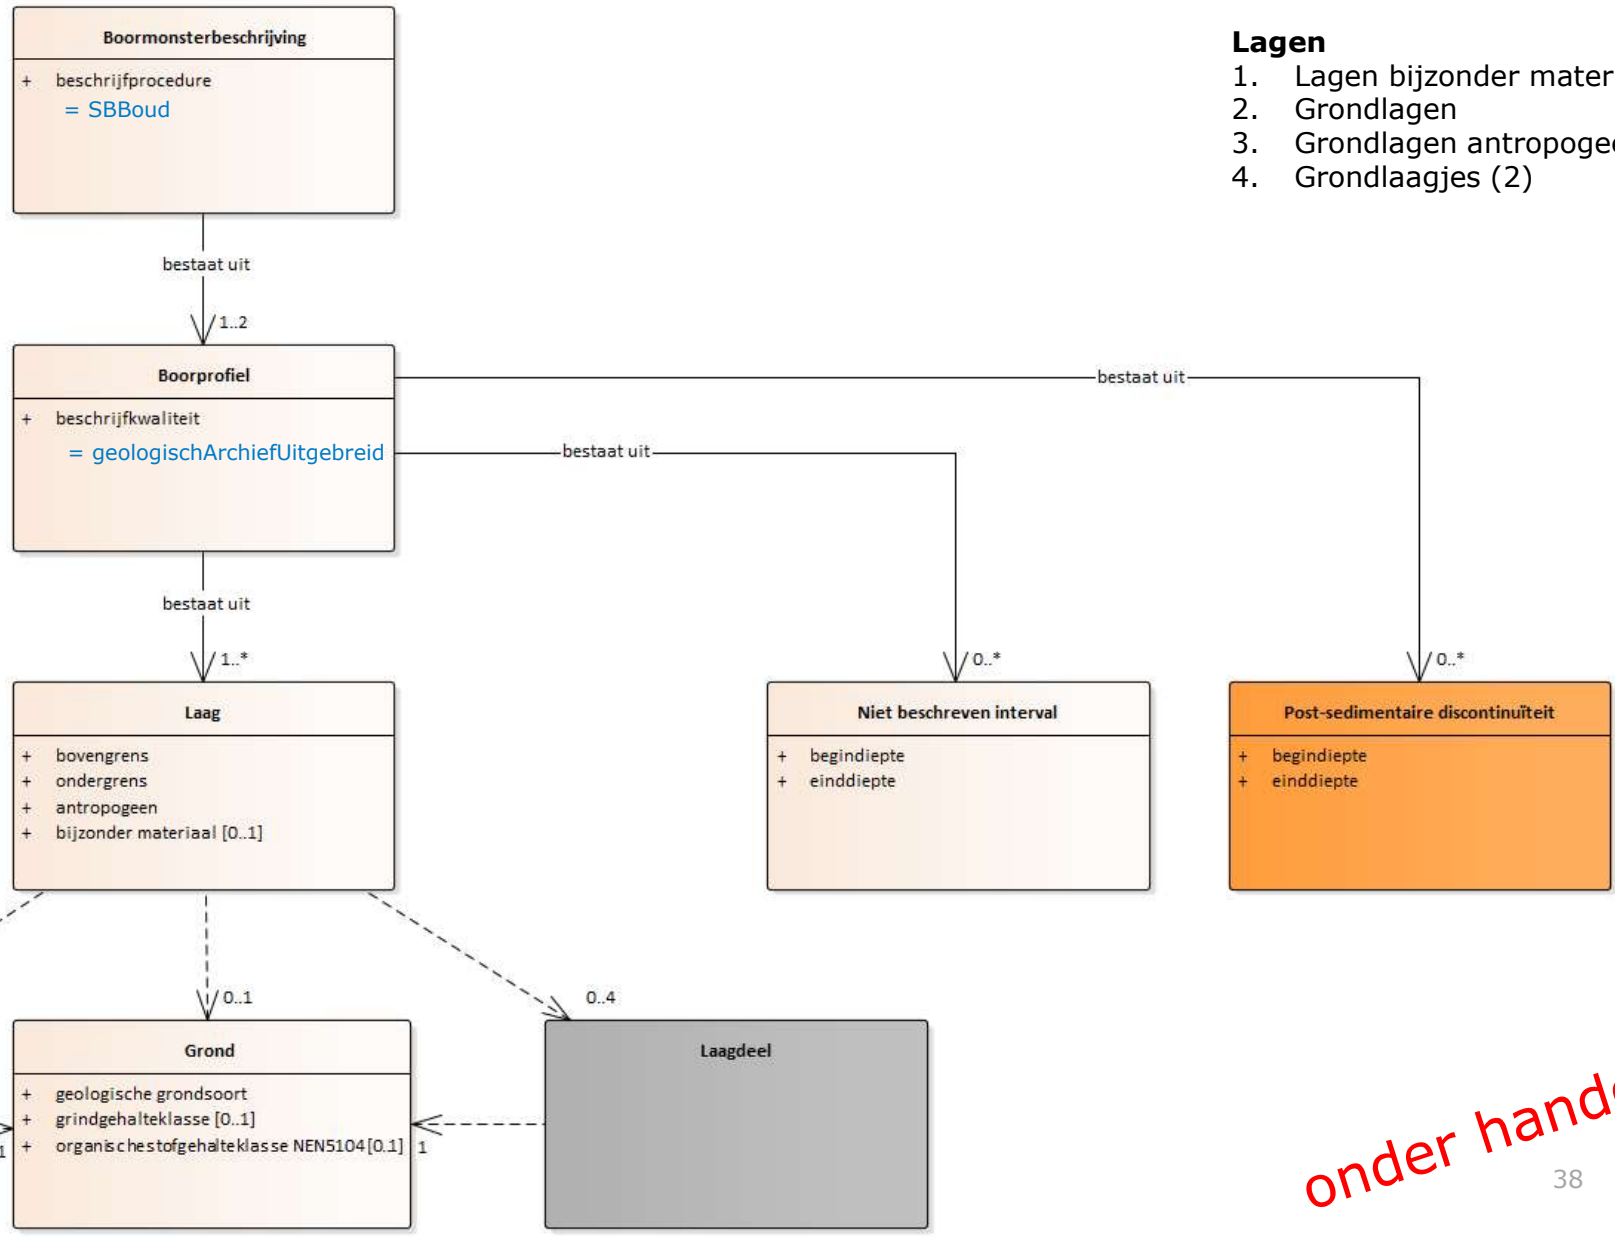 Boormonsterbeschrijving
+ beschrijfprocedure
= SBBoud
Lagen
1. Lagen bijzonder mater
2. Grondlagen
3. Grondlagen antropoge
4. Grondlaagjes (2)
bestaat uit
1..2
Boorprofiel
+ beschrijfkwaliteit
= geologischArchiefUitgebreid
bestaat uit
bestaat uit
bestaat uit
1..*
0..*
0..*
Laag
+ bovengrens
+ ondergrens
+ antropogeen
+ bijzonder materiaal [0..1]
Niet beschreven interval
+ begindiepte
+ einddiepte
Post-sedimentaire discontinuïteit
+ begindiepte
+ einddiepte
0..1
0..4
Grond
+ geologische grondsoort
+ grindgehalteklasse [0..1]
+ organischestofgehalteklasse NEN5104[0.1]
1
1
Laagdeel
onder hand
38